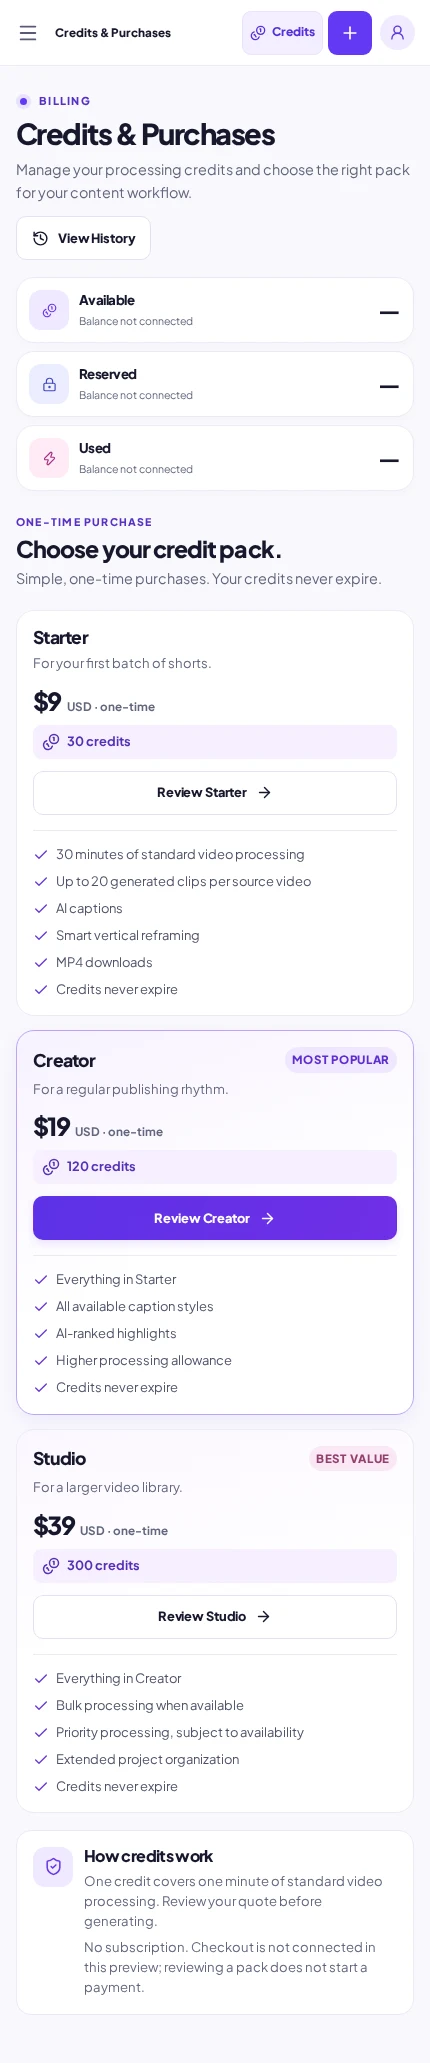 Credits & Purchases
Credits
BILLING
Credits & Purchases
Manage your processing credits and choose the right pack
for your content workflow.
View History
Available
Balance not connected
—
Reserved
Balance not connected
—
Used
Balance not connected
—
ONE-TIME PURCHASE
Choose your credit pack.
Simple, one-time purchases. Your credits never expire.
Starter
For your first batch of shorts.
$9 USD · one-time
30 credits
Review Starter →
30 minutes of standard video processing
Up to 20 generated clips per source video
AI captions
Smart vertical reframing
MP4 downloads
Credits never expire
Creator
MOST POPULAR
For a regular publishing rhythm.
$19 USD · one-time
120 credits
Review Creator →
Everything in Starter
All available caption styles
AI-ranked highlights
Higher processing allowance
Credits never expire
Studio
BEST VALUE
For a larger video library.
$39 USD · one-time
300 credits
Review Studio →
Everything in Creator
Bulk processing when available
Priority processing, subject to availability
Extended project organization
Credits never expire
How credits work
One credit covers one minute of standard video
processing. Review your quote before
generating.
No subscription. Checkout is not connected in
this preview; reviewing a pack does not start a
payment.